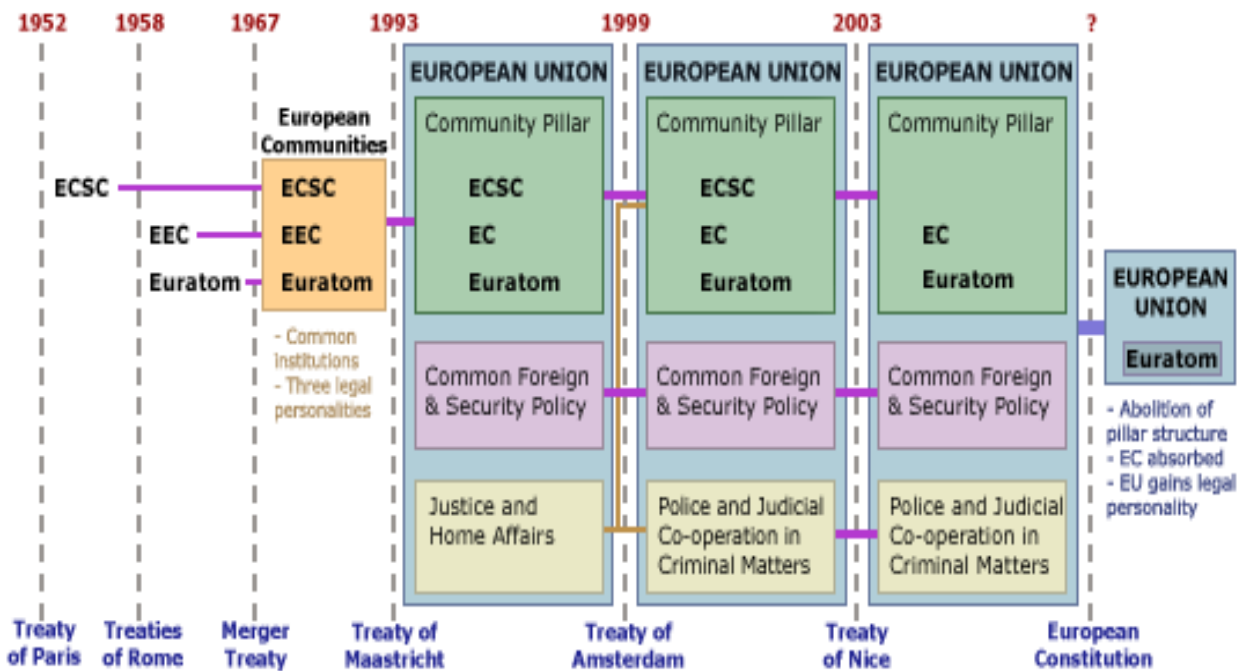 1952 1958 1967 1993 1999 2003 ?
EUROPEAN UNION EUROPEAN UNION EUROPEAN UNION
European
Communities
Community Pillar Community Pillar Community Pillar
ECSC ECSC ECSC ECSC
EEC EEC EC EC EC
Euratom Euratom Euratom Euratom Euratom
EUROPEAN
UNION
Euratom
- Common
institutions
- Three legal
personalities
Common Foreign
& Security Policy
Common Foreign
& Security Policy
Common Foreign
& Security Policy
- Abolition of
pillar structure
- EC absorbed
- EU gains legal
personality
Justice and
Home Affairs
Police and Judicial
Co-operation in
Criminal Matters
Police and Judicial
Co-operation in
Criminal Matters
Treaty
of Paris
Treaties
of Rome
Merger
Treaty
Treaty of
Maastricht
Treaty of
Amsterdam
Treaty
of Nice
European
Constitution